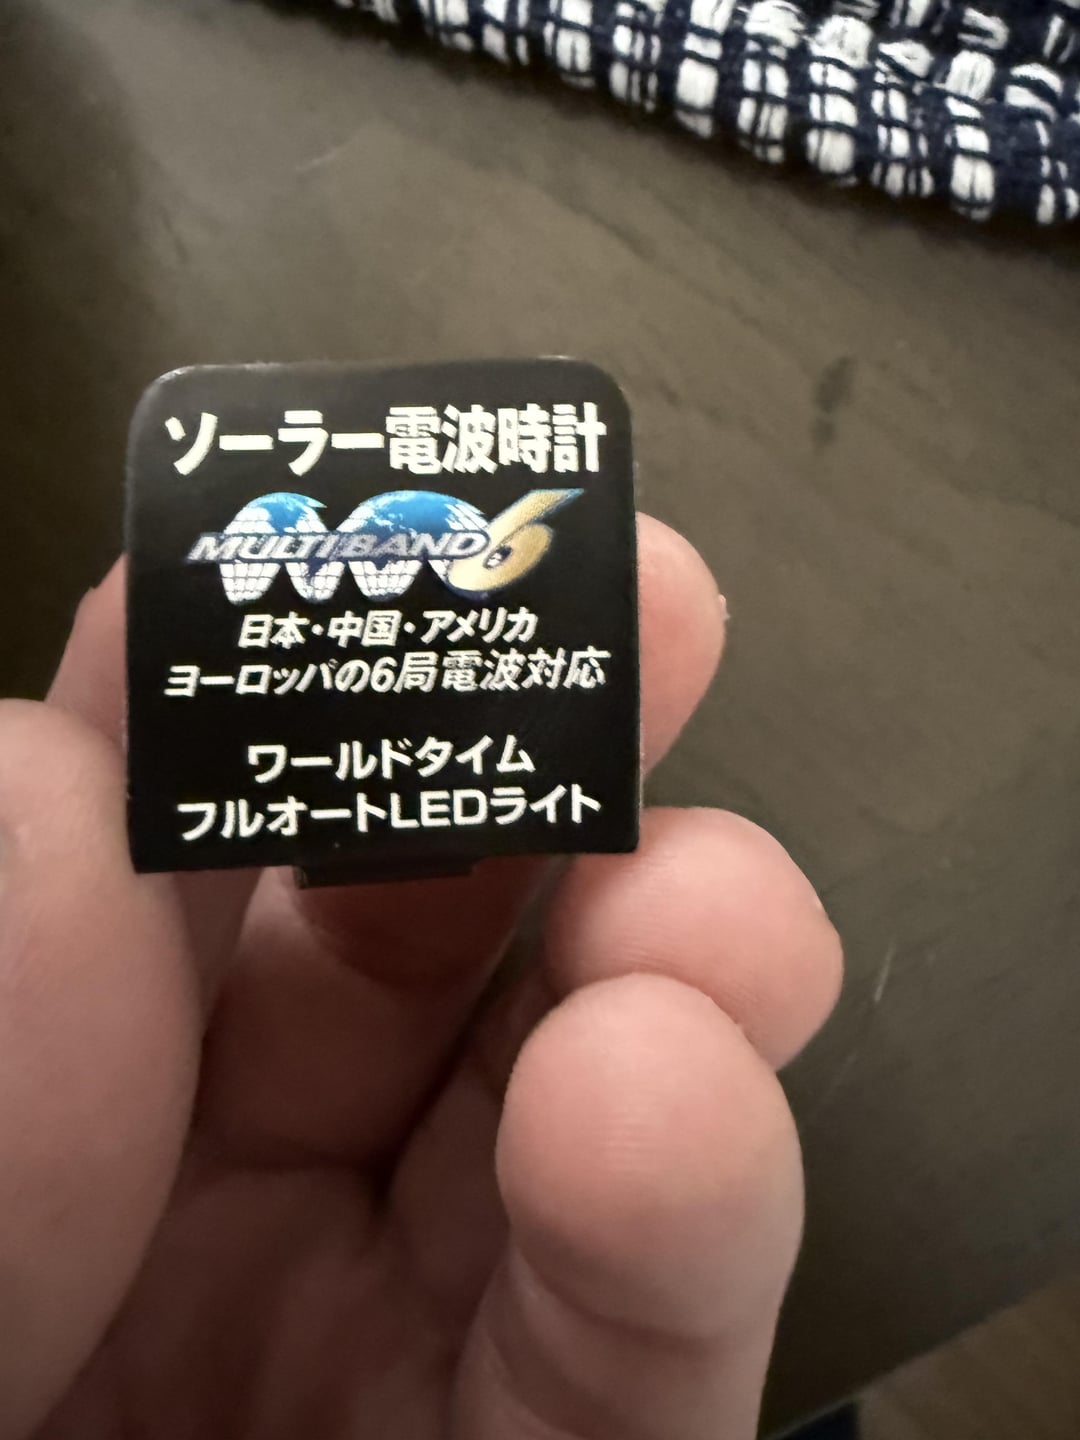 ソーラー電波時計
MULTIBAND 6
日本・中国・アメリカ
ヨーロッパの6局電波対応
ワールドタイム
フルオートLEDライト